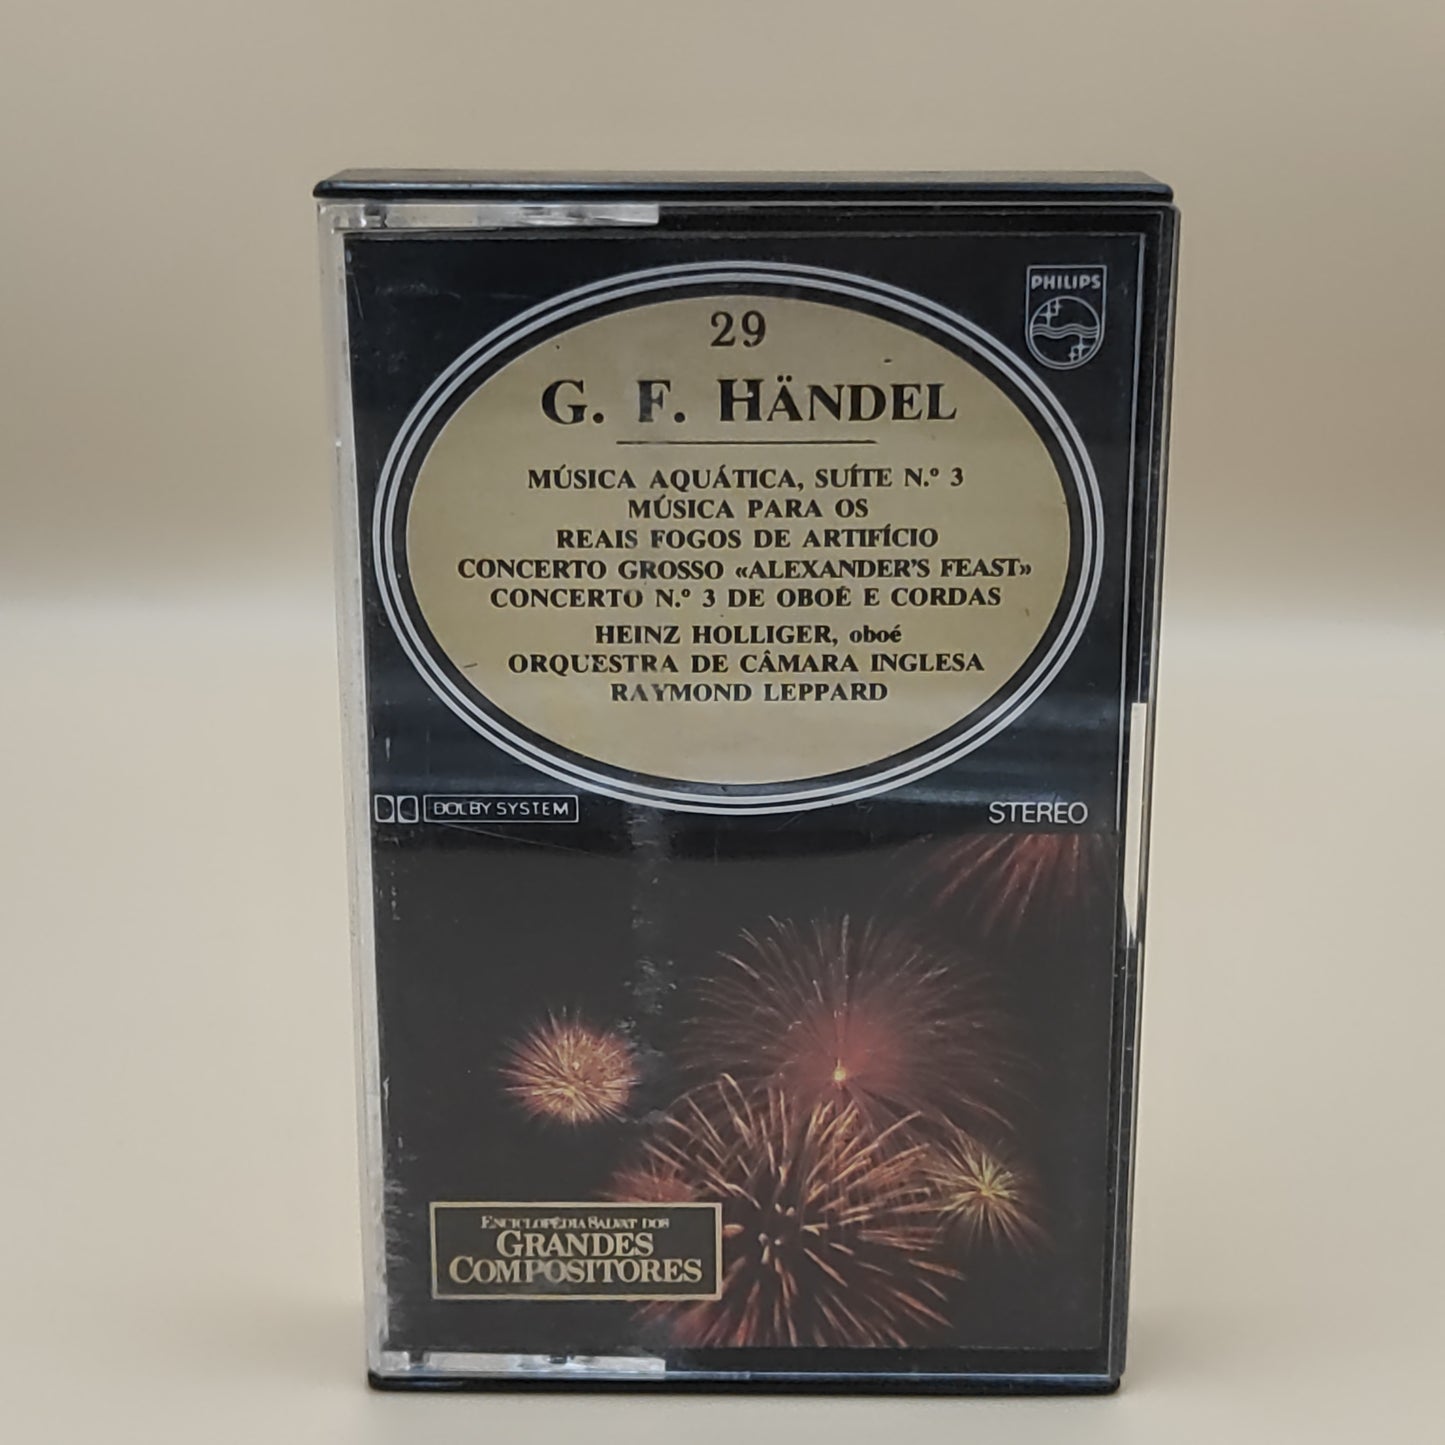 PHILIPS
29
G. F. HÄNDEL
MÚSICA AQUÁTICA, SUÍTE N.º 3
MÚSICA PARA OS
REAIS FOGOS DE ARTIFÍCIO
CONCERTO GROSSO «ALEXANDER'S FEAST»
CONCERTO N.º 3 DE OBOÉ E CORDAS
HEINZ HOLLIGER, oboé
ORQUESTRA DE CÂMARA INGLESA
RAYMOND LEPPARD
DOLBY SYSTEM
STEREO
ENCICLOPÉDIA SALVAT DOS
GRANDES
COMPOSITORES